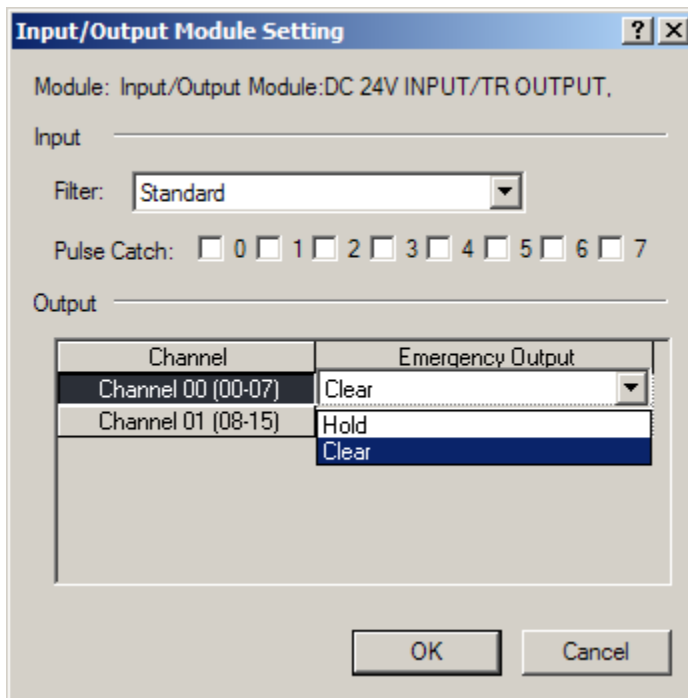 Input/Output Module Setting
Module: Input/Output Module:DC 24V INPUT/TR OUTPUT,
Input
Filter: Standard
Pulse Catch: 0 1 2 3 4 5 6 7
Output
Channel Emergency Output
Channel 00 (00-07) Clear
Channel 01 (08-15) Hold
Clear
OK Cancel